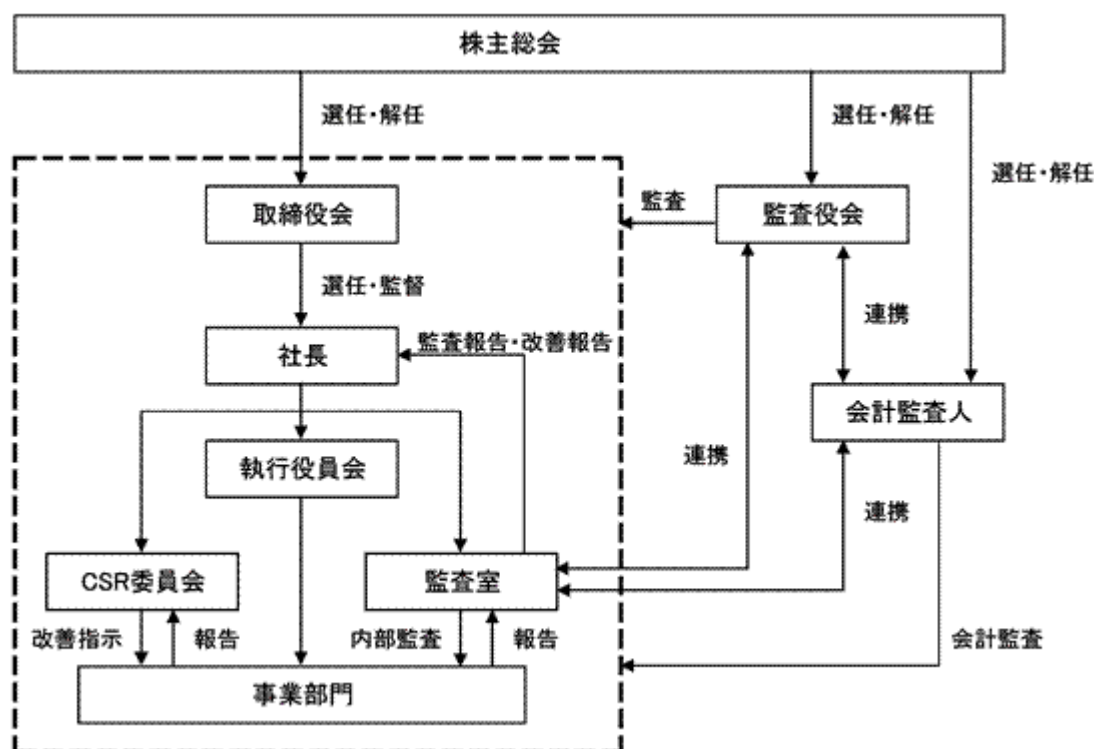 株主総会
選任・解任
選任・解任
選任・解任
取締役会
監査
監査役会
選任・監督
連携
社長
監査報告・改善報告
会計監査人
執行役員会
連携
連携
CSR委員会
監査室
改善指示
報告
内部監査
報告
会計監査
事業部門